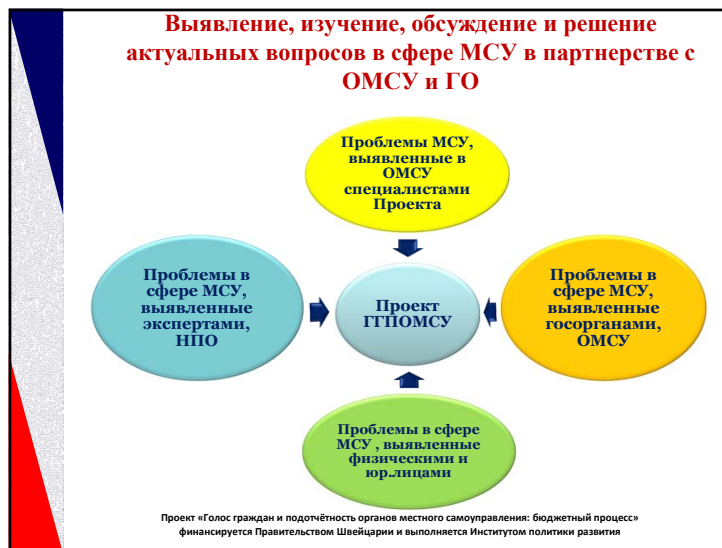 Выявление, изучение, обсуждение и решение
актуальных вопросов в сфере МСУ в партнерстве с
ОМСУ и ГО
Проблемы МСУ,
выявленные в
ОМСУ
специалистами
Проекта
Проблемы в
сфере МСУ,
выявленные
экспертами,
НПО
Проект
ГГПОМСУ
Проблемы в
сфере МСУ,
выявленные
госорганами,
ОМСУ
Проблемы в сфере
МСУ , выявленные
физическими и
юр.лицами
Проект «Голос граждан и подотчётность органов местного самоуправления: бюджетный процесс»
финансируется Правительством Швейцарии и выполняется Институтом политики развития